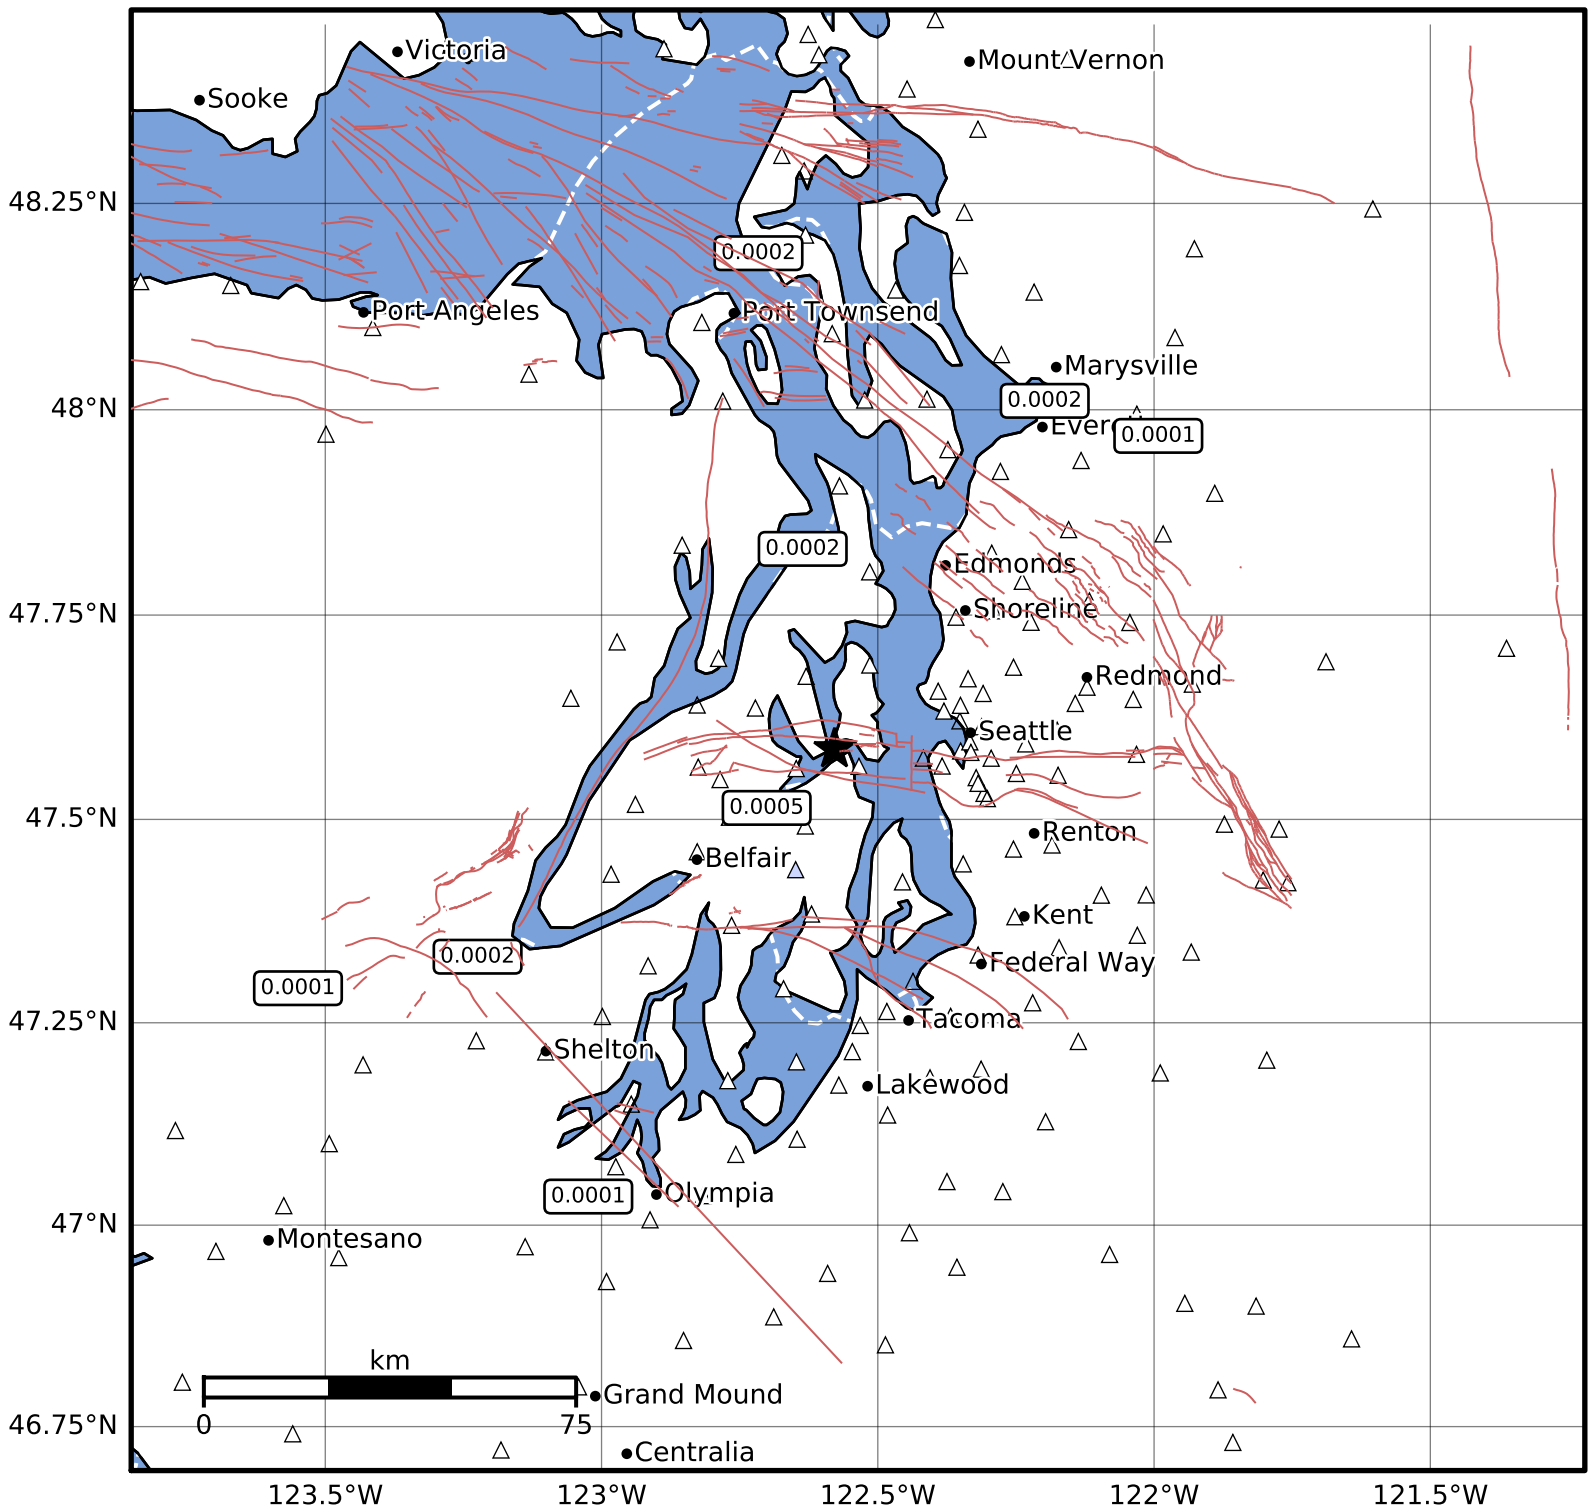 Victoria
Mount Vernon
Sooke
48.25°N
0.0002
Port Angeles
Port Townsend
Marysville
0.0002
48°N
0.0001
0.0002
Edmonds
Shoreline
47.75°N
Redmond
Seattle
0.0005
47.5°N
Renton
Belfair
Kent
0.0002
Federal Way
0.0001
47.25°N
Tacoma
Shelton
Lakewood
0.0001
Olympia
47°N
Montesano
km
0
75
Grand Mound
46.75°N
Centralia
123.5°W
123°W
122.5°W
122°W
121.5°W